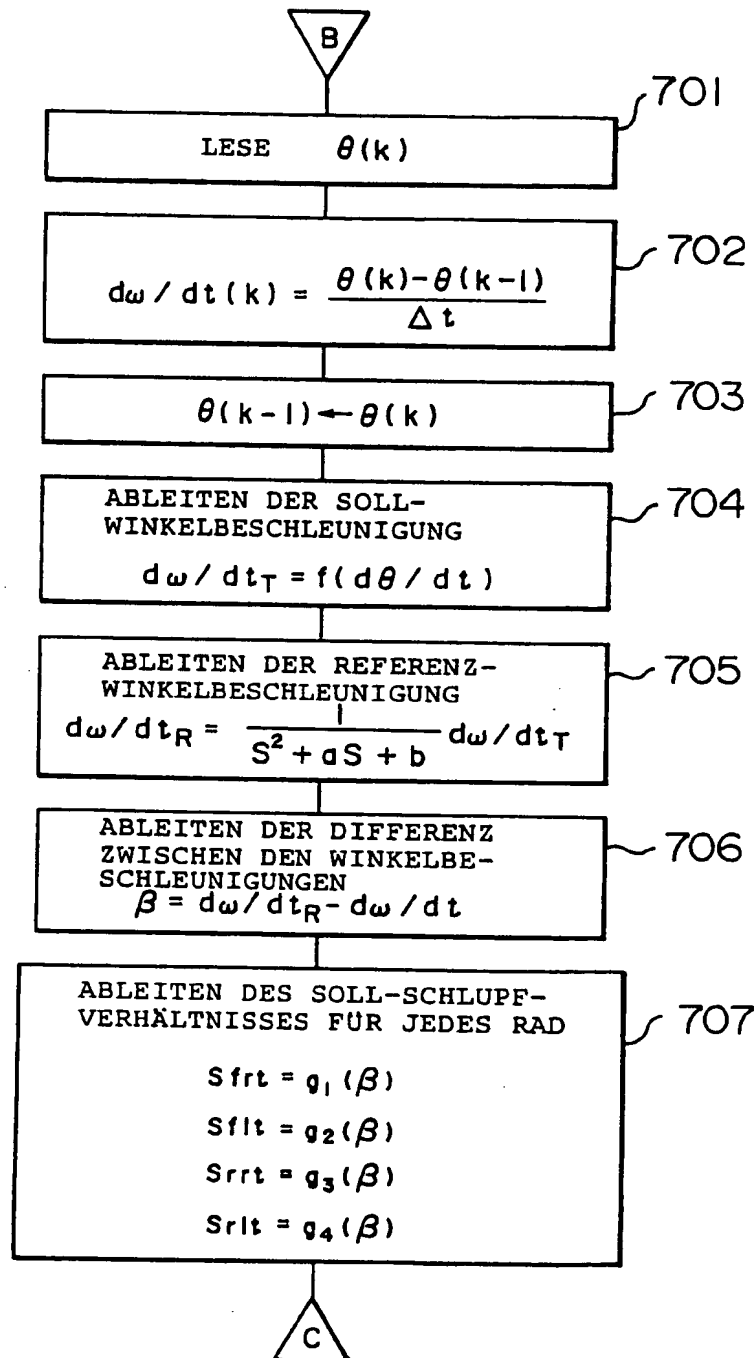 B
701
LESE θ(k)
702
dω/dt(k) = θ(k)-θ(k-1)
Δt
703
θ(k-1)←θ(k)
704
ABLEITEN DER SOLL-
WINKELBESCHLEUNIGUNG
dω/dtT = f(dθ/dt)
705
ABLEITEN DER REFERENZ-
WINKELBESCHLEUNIGUNG
dω/dtR = 1 dω/dtT
S² + aS + b
706
ABLEITEN DER DIFFERENZ
ZWISCHEN DEN WINKELBE-
SCHLEUNIGUNGEN
β = dω/dtR - dω/dt
707
ABLEITEN DES SOLL-SCHLUPF-
VERHÄLTNISSES FÜR JEDES RAD
Sfrt = g₁(β)
Sflt = g₂(β)
Srrt = g₃(β)
Srlt = g₄(β)
C